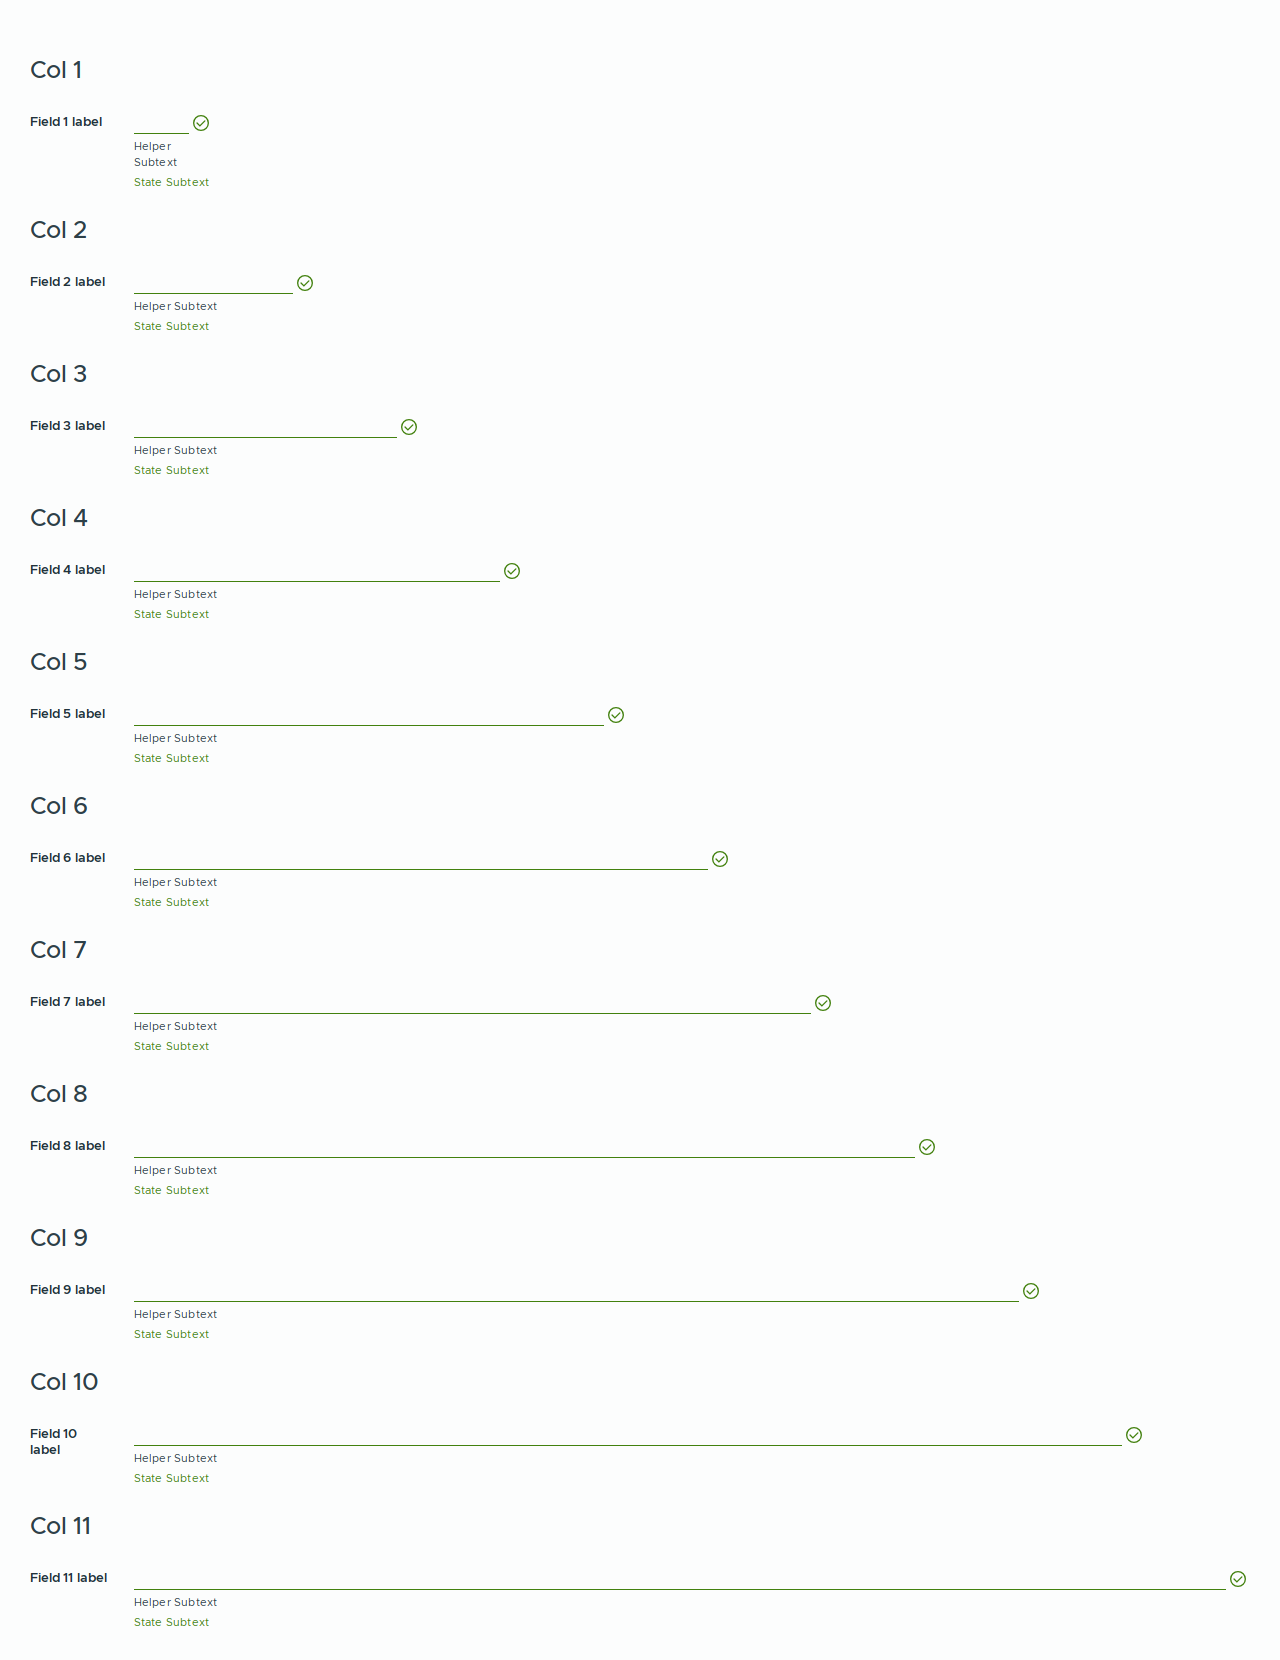 Col 1
Field 1 label
Helper
Subtext
State Subtext
Col 2
Field 2 label
Helper Subtext
State Subtext
Col 3
Field 3 label
Helper Subtext
State Subtext
Col 4
Field 4 label
Helper Subtext
State Subtext
Col 5
Field 5 label
Helper Subtext
State Subtext
Col 6
Field 6 label
Helper Subtext
State Subtext
Col 7
Field 7 label
Helper Subtext
State Subtext
Col 8
Field 8 label
Helper Subtext
State Subtext
Col 9
Field 9 label
Helper Subtext
State Subtext
Col 10
Field 10
label
Helper Subtext
State Subtext
Col 11
Field 11 label
Helper Subtext
State Subtext